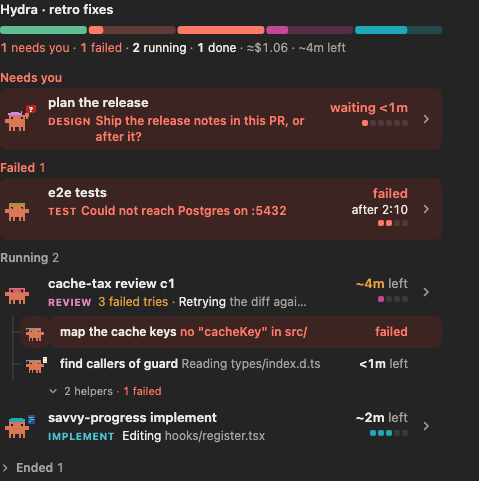 Hydra · retro fixes
1 needs you · 1 failed · 2 running · 1 done · ≈$1.06 · ~4m left
Needs you
plan the release
waiting <1m
DESIGN Ship the release notes in this PR, or
after it?
Failed 1
e2e tests
failed
TEST Could not reach Postgres on :5432
after 2:10
Running 2
cache-tax review c1
~4m left
REVIEW 3 failed tries · Retrying the diff agai…
map the cache keys no "cacheKey" in src/ failed
find callers of guard Reading types/index.d.ts <1m left
2 helpers · 1 failed
savvy-progress implement
~2m left
IMPLEMENT Editing hooks/register.tsx
Ended 1